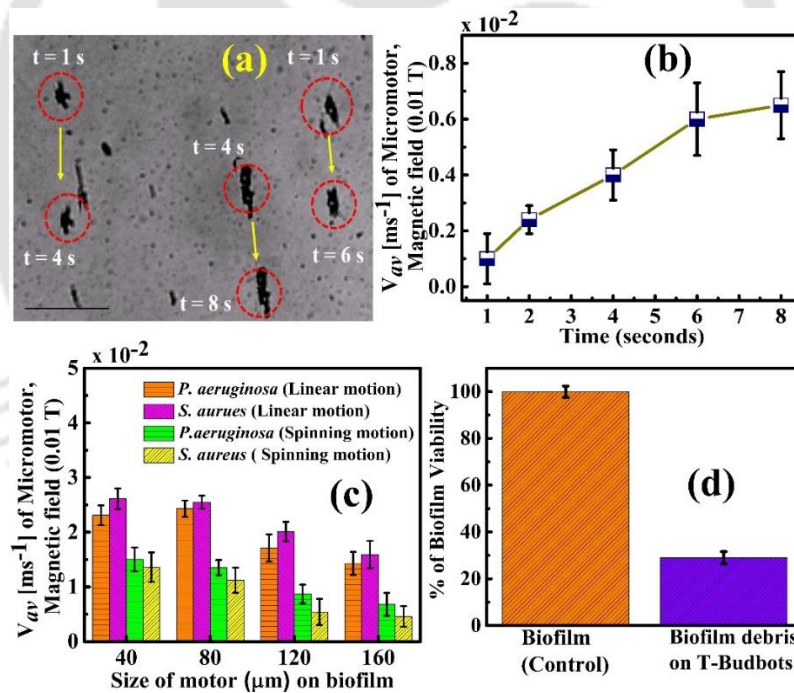 t = 1 s
(a)
t = 1 s
t = 4 s
t = 4 s
t = 6 s
t = 8 s
x 10⁻²
V_av [ms⁻¹] of Micromotor,
Magnetic field (0.01 T)
0.8
0.6
0.4
0.2
0.0
(b)
1 2 3 4 5 6 7 8
Time (seconds)
x 10⁻²
V_av [ms⁻¹] of Micromotor,
Magnetic field (0.01 T)
5
4
3
2
1
0
P. aeruginosa (Linear motion)
S. aurues (Linear motion)
P.aeruginosa (Spinning motion)
S. aureus ( Spinning motion)
(c)
40 80 120 160
Size of motor (μm) on biofilm
% of Biofilm Viability
100
80
60
40
20
0
(d)
Biofilm
(Control)
Biofilm debris
on T-Budbots